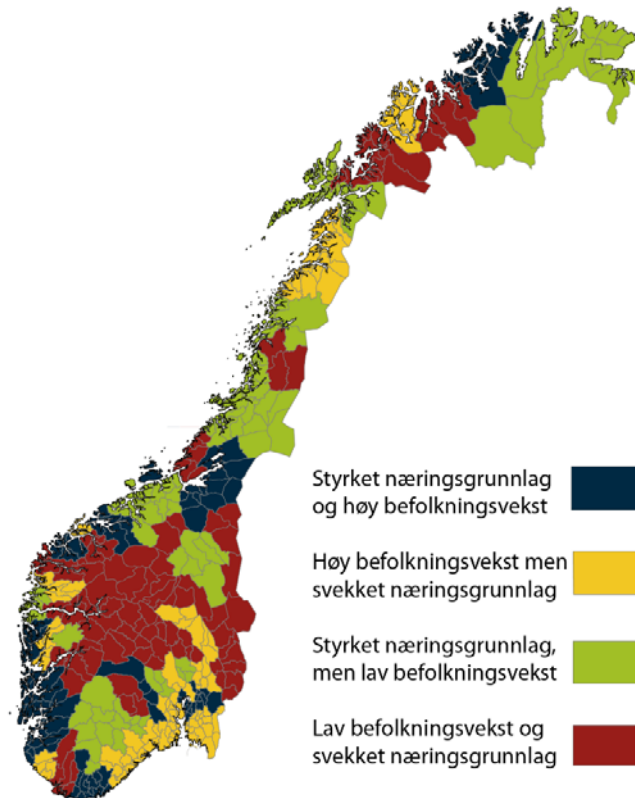 Styrket næringsgrunnlag
og høy befolkningsvekst
Høy befolkningsvekst men
svekket næringsgrunnlag
Styrket næringsgrunnlag,
men lav befolkningsvekst
Lav befolkningsvekst og
svekket næringsgrunnlag